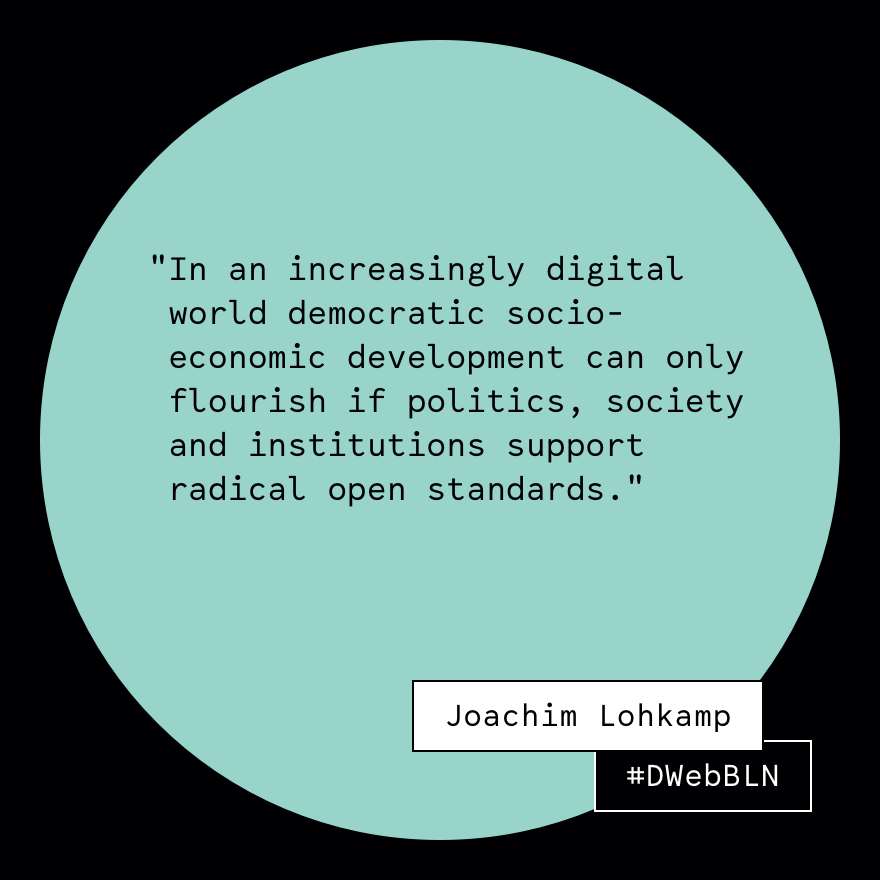 "In an increasingly digital
world democratic socio-
economic development can only
flourish if politics, society
and institutions support
radical open standards."
Joachim Lohkamp
#DWebBLN